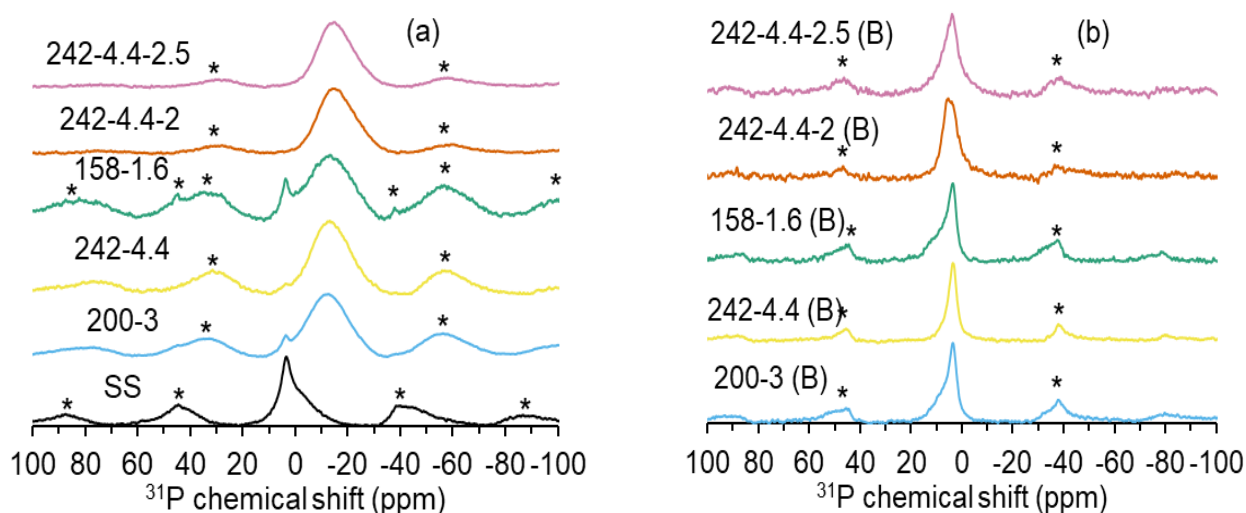 (a)
242-4.4-2.5
*
*
242-4.4-2
*
*
158-1.6
*
*
*
*
*
*
242-4.4
*
*
200-3
*
*
SS
*
*
*
*
100 80 60 40 20 0 -20 -40 -60 -80 -100
³¹P chemical shift (ppm)
(b)
242-4.4-2.5 (B)
*
*
242-4.4-2 (B)
*
*
158-1.6 (B)
*
*
242-4.4 (B)
*
*
200-3 (B)
*
*
100 80 60 40 20 0 -20 -40 -60 -80 -100
³¹P chemical shift (ppm)